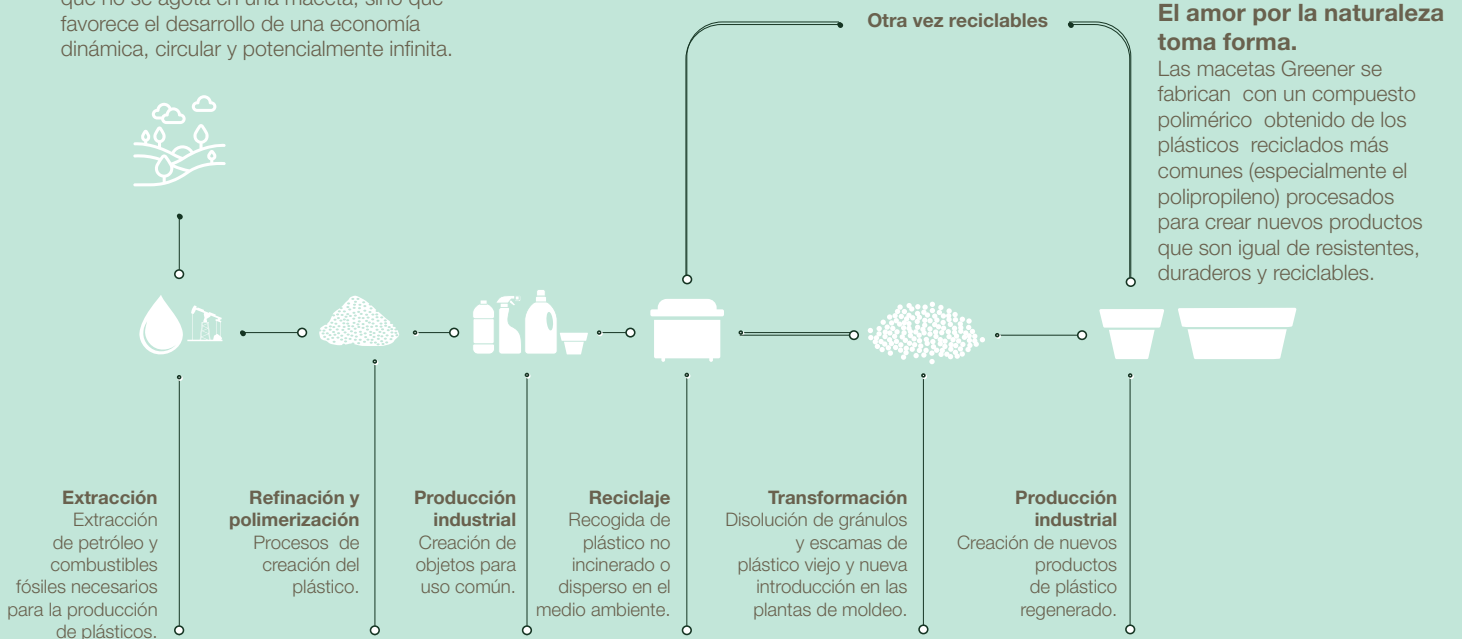 que no se agota en una maceta, sino que
favorece el desarrollo de una economía
dinámica, circular y potencialmente infinita.
Otra vez reciclables
El amor por la naturaleza
toma forma.
Las macetas Greener se
fabrican con un compuesto
polimérico obtenido de los
plásticos reciclados más
comunes (especialmente el
polipropileno) procesados
para crear nuevos productos
que son igual de resistentes,
duraderos y reciclables.
Extracción
Extracción
de petróleo y
combustibles
fósiles necesarios
para la producción
de plásticos.
Refinación y
polimerización
Procesos de
creación del
plástico.
Producción
industrial
Creación de
objetos para
uso común.
Reciclaje
Recogida de
plástico no
incinerado o
disperso en el
medio ambiente.
Transformación
Disolución de gránulos
y escamas de
plástico viejo y nueva
introducción en las
plantas de moldeo.
Producción
industrial
Creación de nuevos
productos
de plástico
regenerado.